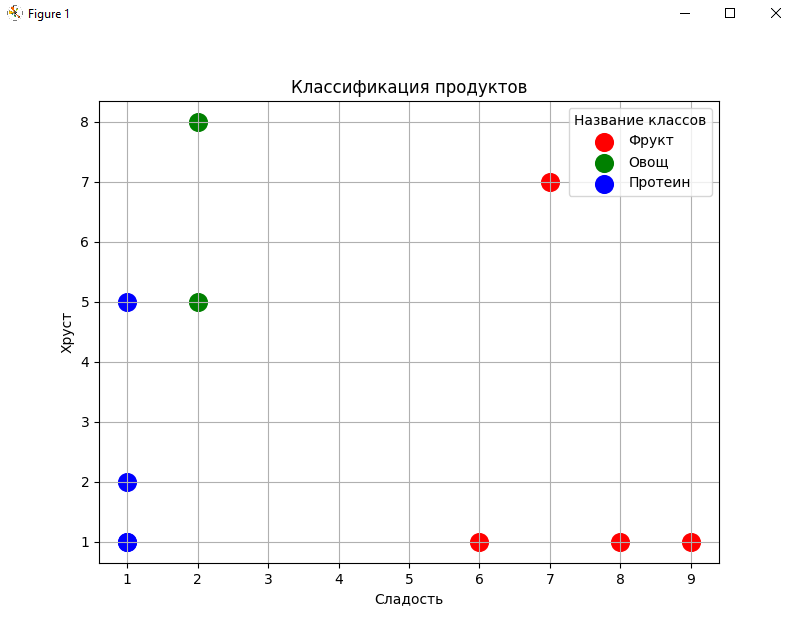 Figure 1
Классификация продуктов
Название классов
Фрукт
Овощ
Протеин
8
7
6
5
4
3
2
1
Хруст
1 2 3 4 5 6 7 8 9
Сладость